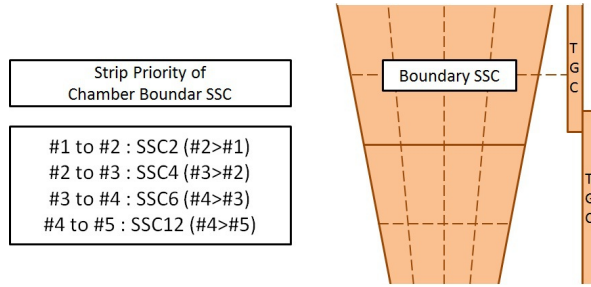 Strip Priority of
Chamber Boundar SSC
#1 to #2 : SSC2 (#2>#1)
#2 to #3 : SSC4 (#3>#2)
#3 to #4 : SSC6 (#4>#3)
#4 to #5 : SSC12 (#4>#5)
Boundary SSC
T
G
C
T
G
C